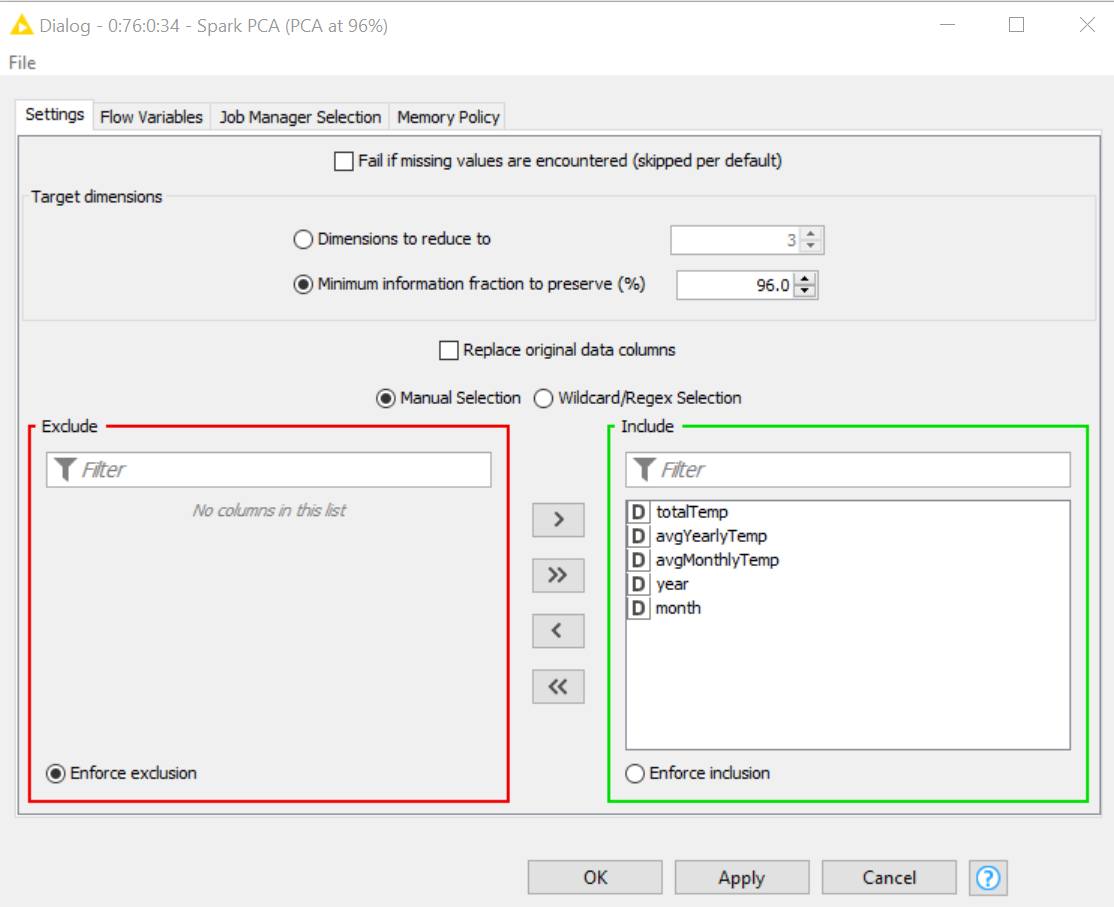 Dialog - 0:76:0:34 - Spark PCA (PCA at 96%)
File
Settings Flow Variables Job Manager Selection Memory Policy
Fail if missing values are encountered (skipped per default)
Target dimensions
Dimensions to reduce to 3
Minimum information fraction to preserve (%) 96.0
Replace original data columns
Manual Selection Wildcard/Regex Selection
Exclude
Filter
No columns in this list
Enforce exclusion
>
>>
<
<<
Include
Filter
D totalTemp
D avgYearlyTemp
D avgMonthlyTemp
D year
D month
Enforce inclusion
OK Apply Cancel ?